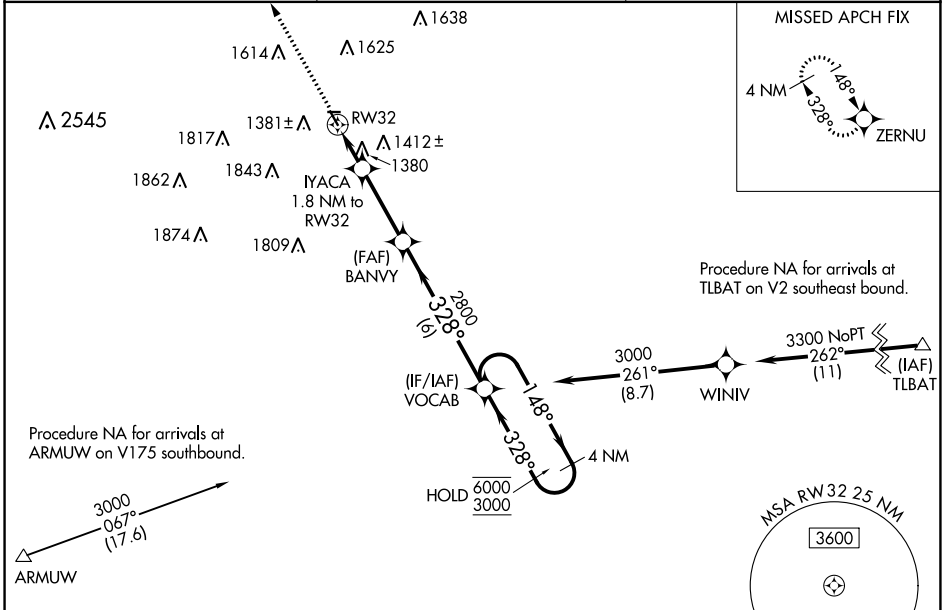 1638
1625
1614
MISSED APCH FIX
4 NM
148°
328°
ZERNU
2545
1817
1381±
RW32
1412±
1380
1843
1862
IYACA
1.8 NM to
RW32
1874
1809
(FAF)
BANVY
2800
328°
(6)
Procedure NA for arrivals at
TLBAT on V2 southeast bound.
3300 NoPT
262°
(11)
(IAF)
TLBAT
3000
261°
(8.7)
WINIV
(IF/IAF)
VOCAB
148°
328°
4 NM
HOLD 6000
3000
Procedure NA for arrivals at
ARMUW on V175 southbound.
3000
067°
(17.6)
ARMUW
MSA RW32 25 NM
3600